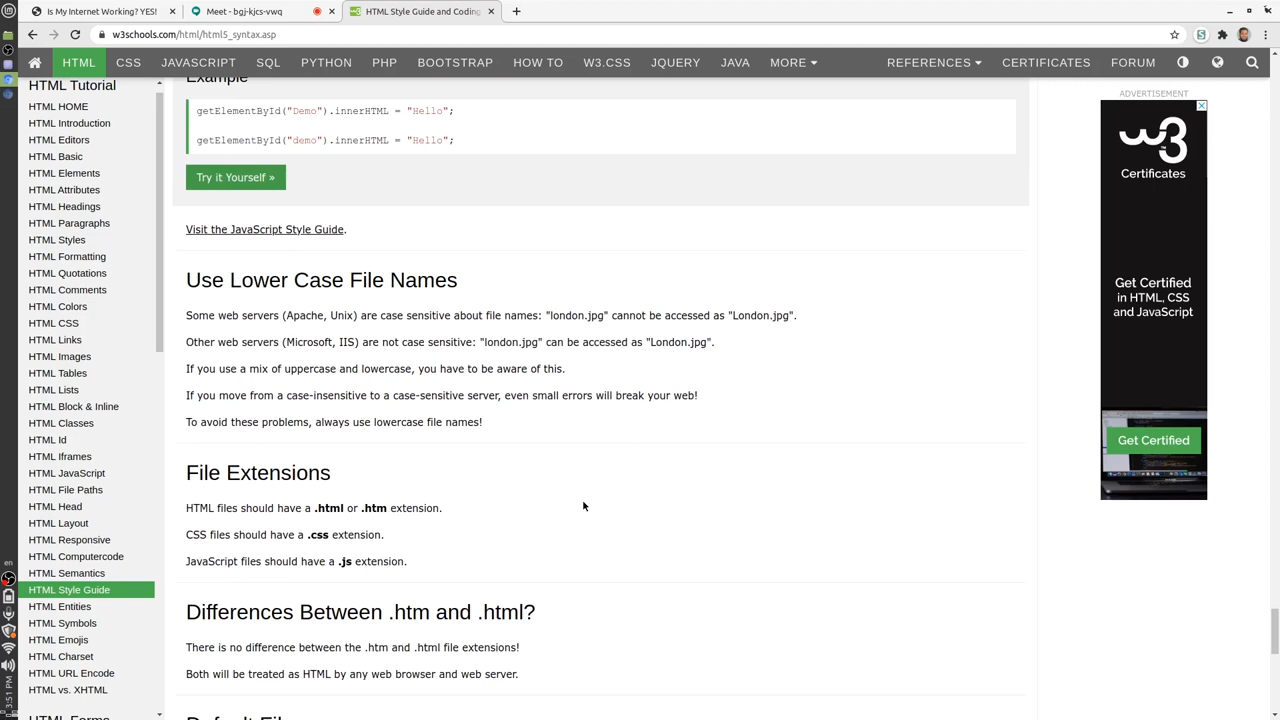 Is My Internet Working? YES!
Meet - bgj-kjcs-vwq
HTML Style Guide and Coding
w3schools.com/html/html5_syntax.asp
HTML CSS JAVASCRIPT SQL PYTHON PHP BOOTSTRAP HOW TO W3.CSS JQUERY JAVA MORE REFERENCES CERTIFICATES FORUM
HTML Tutorial
HTML HOME
HTML Introduction
HTML Editors
HTML Basic
HTML Elements
HTML Attributes
HTML Headings
HTML Paragraphs
HTML Styles
HTML Formatting
HTML Quotations
HTML Comments
HTML Colors
HTML CSS
HTML Links
HTML Images
HTML Tables
HTML Lists
HTML Block & Inline
HTML Classes
HTML Id
HTML Iframes
HTML JavaScript
HTML File Paths
HTML Head
HTML Layout
HTML Responsive
HTML Computercode
HTML Semantics
HTML Style Guide
HTML Entities
HTML Symbols
HTML Emojis
HTML Charset
HTML URL Encode
HTML vs. XHTML
HTML Forms
Example
getElementById("Demo").innerHTML = "Hello";
getElementById("demo").innerHTML = "Hello";
Try it Yourself »
Visit the JavaScript Style Guide.
Use Lower Case File Names
Some web servers (Apache, Unix) are case sensitive about file names: "london.jpg" cannot be accessed as "London.jpg".
Other web servers (Microsoft, IIS) are not case sensitive: "london.jpg" can be accessed as "London.jpg".
If you use a mix of uppercase and lowercase, you have to be aware of this.
If you move from a case-insensitive to a case-sensitive server, even small errors will break your web!
To avoid these problems, always use lowercase file names!
File Extensions
HTML files should have a .html or .htm extension.
CSS files should have a .css extension.
JavaScript files should have a .js extension.
Differences Between .htm and .html?
There is no difference between the .htm and .html file extensions!
Both will be treated as HTML by any web browser and web server.
ADVERTISEMENT
w3
Certificates
Get Certified
in HTML, CSS
and JavaScript
Get Certified
en
3:51 PM